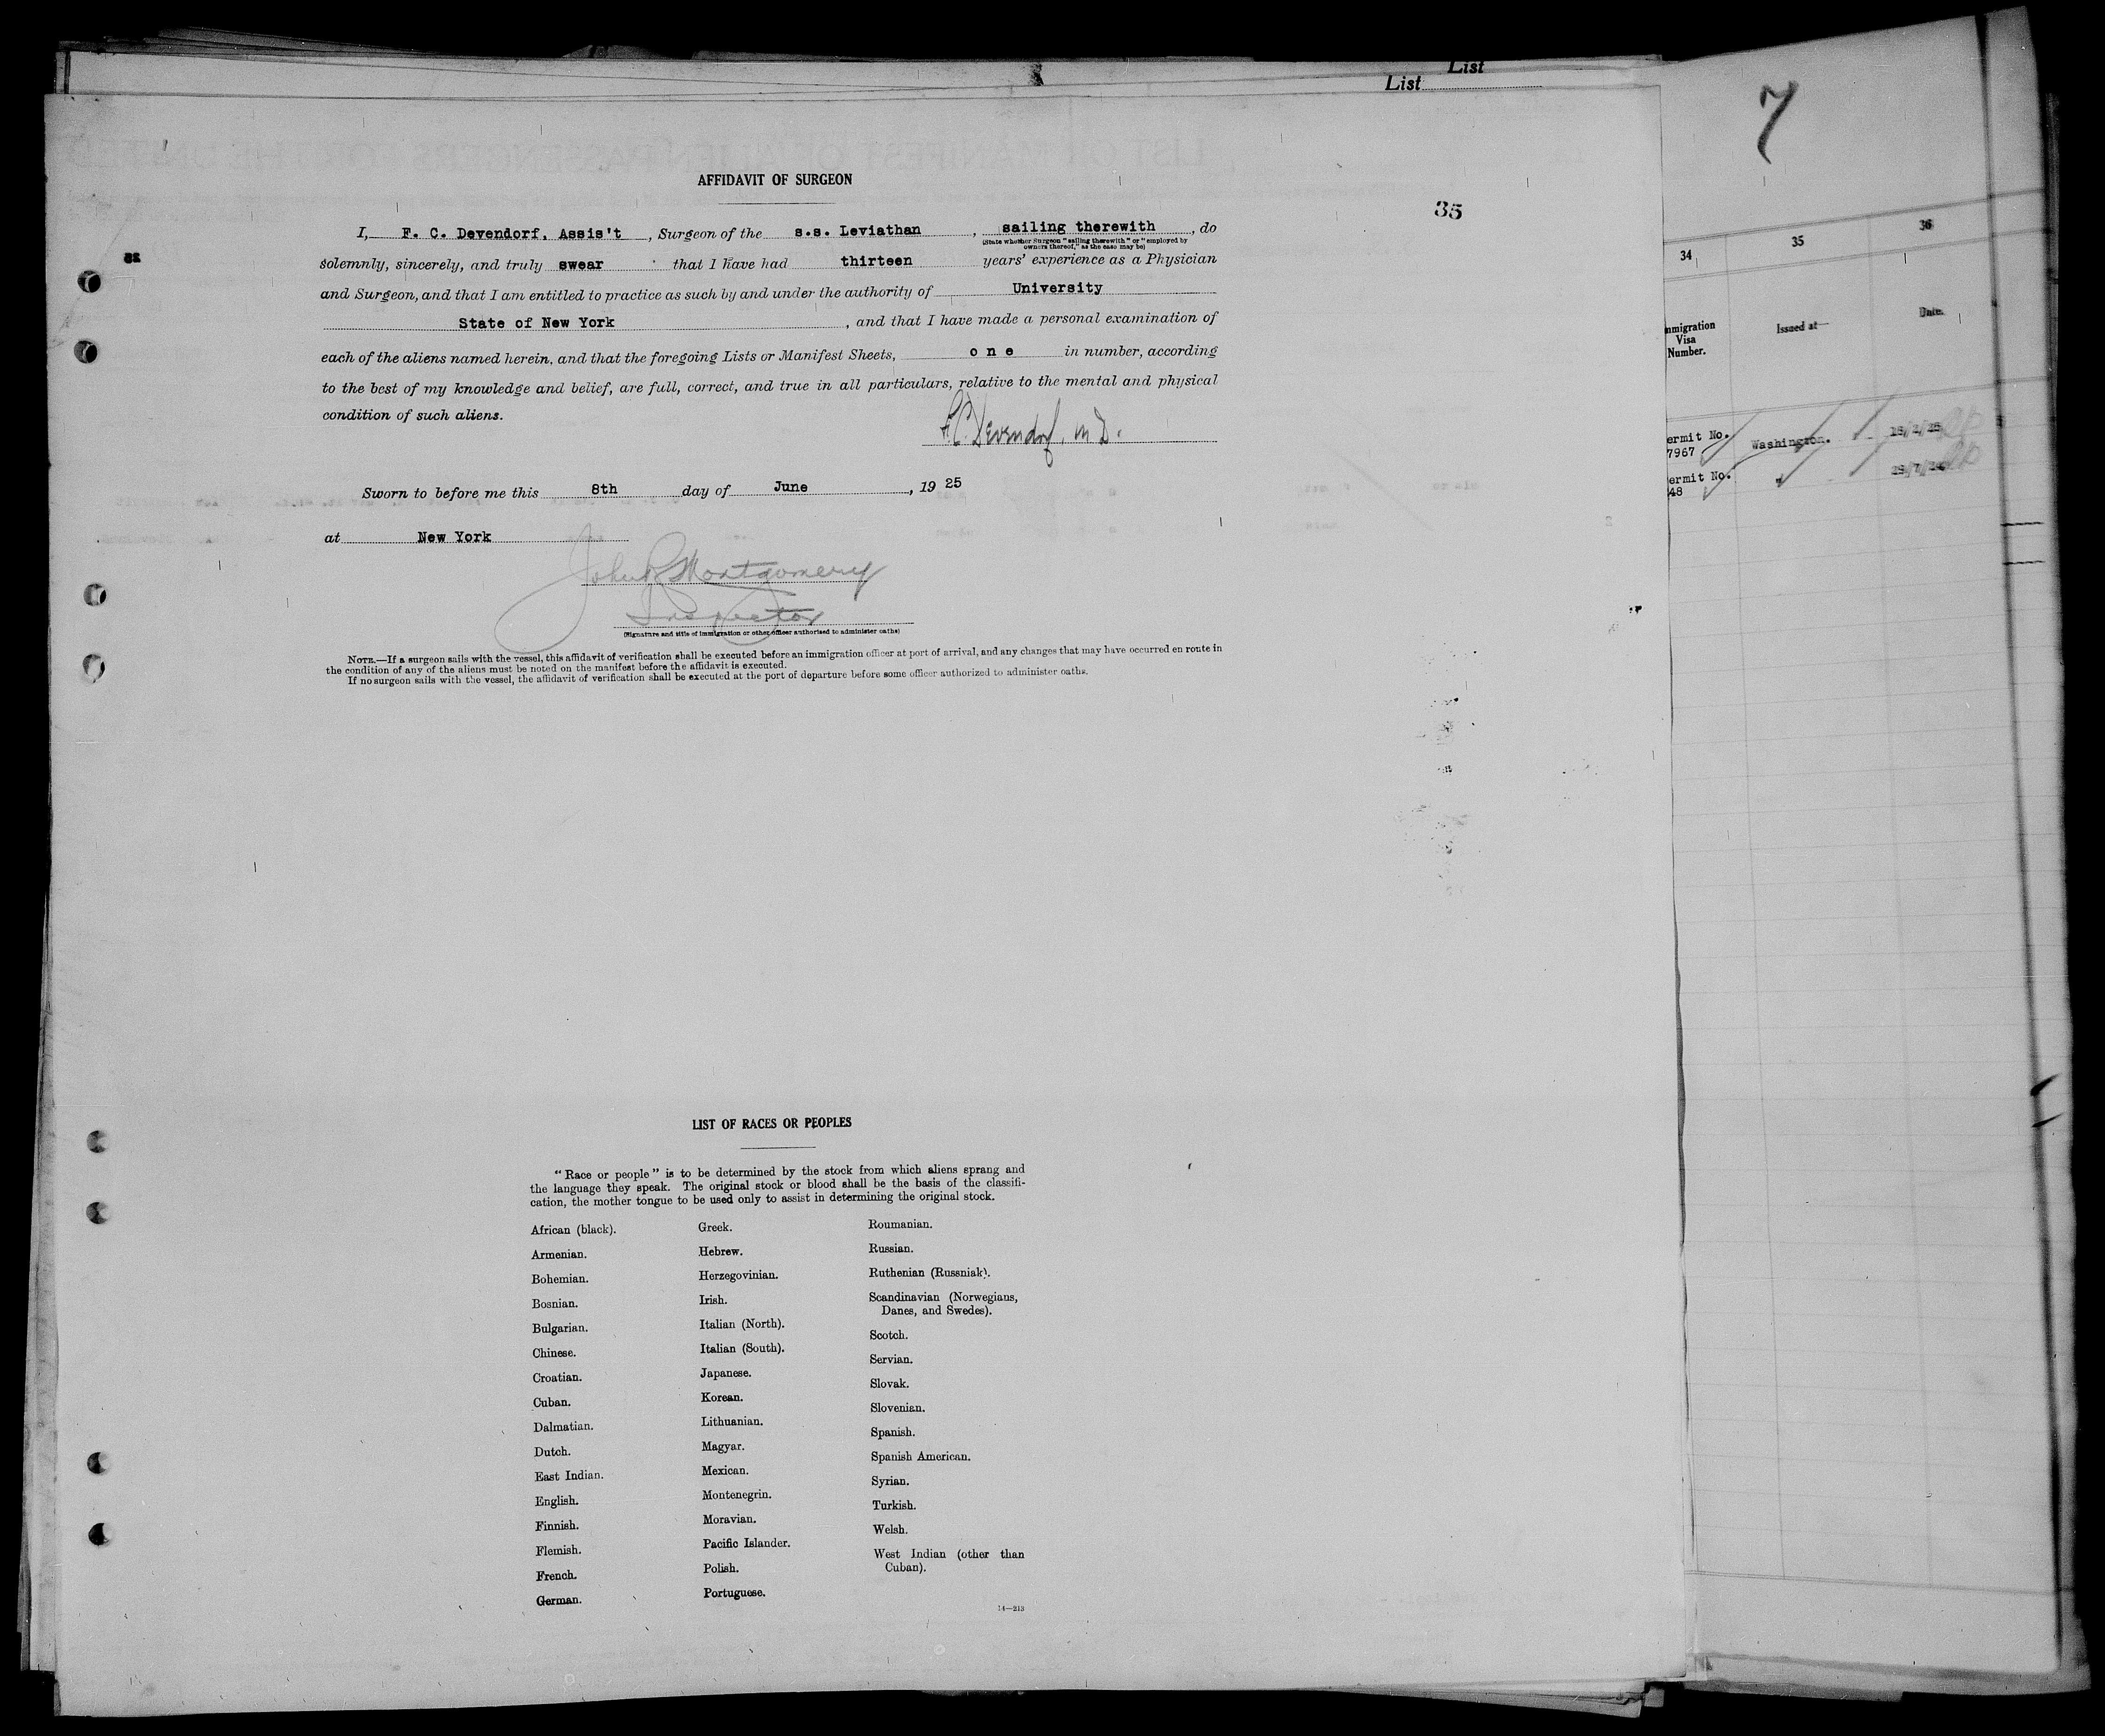 List
List
7
AFFIDAVIT OF SURGEON
35
I, F. C. Devendorf, Assis't, Surgeon of the s.s. Leviathan, sailing therewith, do
(State whether Surgeon "sailing therewith" or "employed by
owners thereof," as the case may be)
solemnly, sincerely, and truly swear that I have had thirteen years' experience as a Physician
and Surgeon, and that I am entitled to practice as such by and under the authority of University
State of New York, and that I have made a personal examination of
each of the aliens named herein, and that the foregoing Lists or Manifest Sheets, one in number, according
to the best of my knowledge and belief, are full, correct, and true in all particulars, relative to the mental and physical
condition of such aliens.
F. C. Devendorf, M D.
Sworn to before me this 8th day of June, 1925
at New York
John R Montgomery
Inspector
(Signature and title of immigration or other officer authorized to administer oaths)
NOTE.—If a surgeon sails with the vessel, this affidavit of verification shall be executed before an immigration officer at port of arrival, and any changes that may have occurred en route in
the condition of any of the aliens must be noted on the manifest before the affidavit is executed.
If no surgeon sails with the vessel, the affidavit of verification shall be executed at the port of departure before some officer authorized to administer oaths.
LIST OF RACES OR PEOPLES
"Race or people" is to be determined by the stock from which aliens sprang and
the language they speak. The original stock or blood shall be the basis of the classifi-
cation, the mother tongue to be used only to assist in determining the original stock.
African (black).
Armenian.
Bohemian.
Bosnian.
Bulgarian.
Chinese.
Croatian.
Cuban.
Dalmatian.
Dutch.
East Indian.
English.
Finnish.
Flemish.
French.
German.
Greek.
Hebrew.
Herzegovinian.
Irish.
Italian (North).
Italian (South).
Japanese.
Korean.
Lithuanian.
Magyar.
Mexican.
Montenegrin.
Moravian.
Pacific Islander.
Polish.
Portuguese.
Roumanian.
Russian.
Ruthenian (Russniak).
Scandinavian (Norwegians,
Danes, and Swedes).
Scotch.
Servian.
Slovak.
Slovenian.
Spanish.
Spanish American.
Syrian.
Turkish.
Welsh.
West Indian (other than
Cuban).
14—213
34 35 36
mmigration
Visa
Number.
Issued at—
Date.
ermit No.
7967 Washington.
ermit No.
48 "